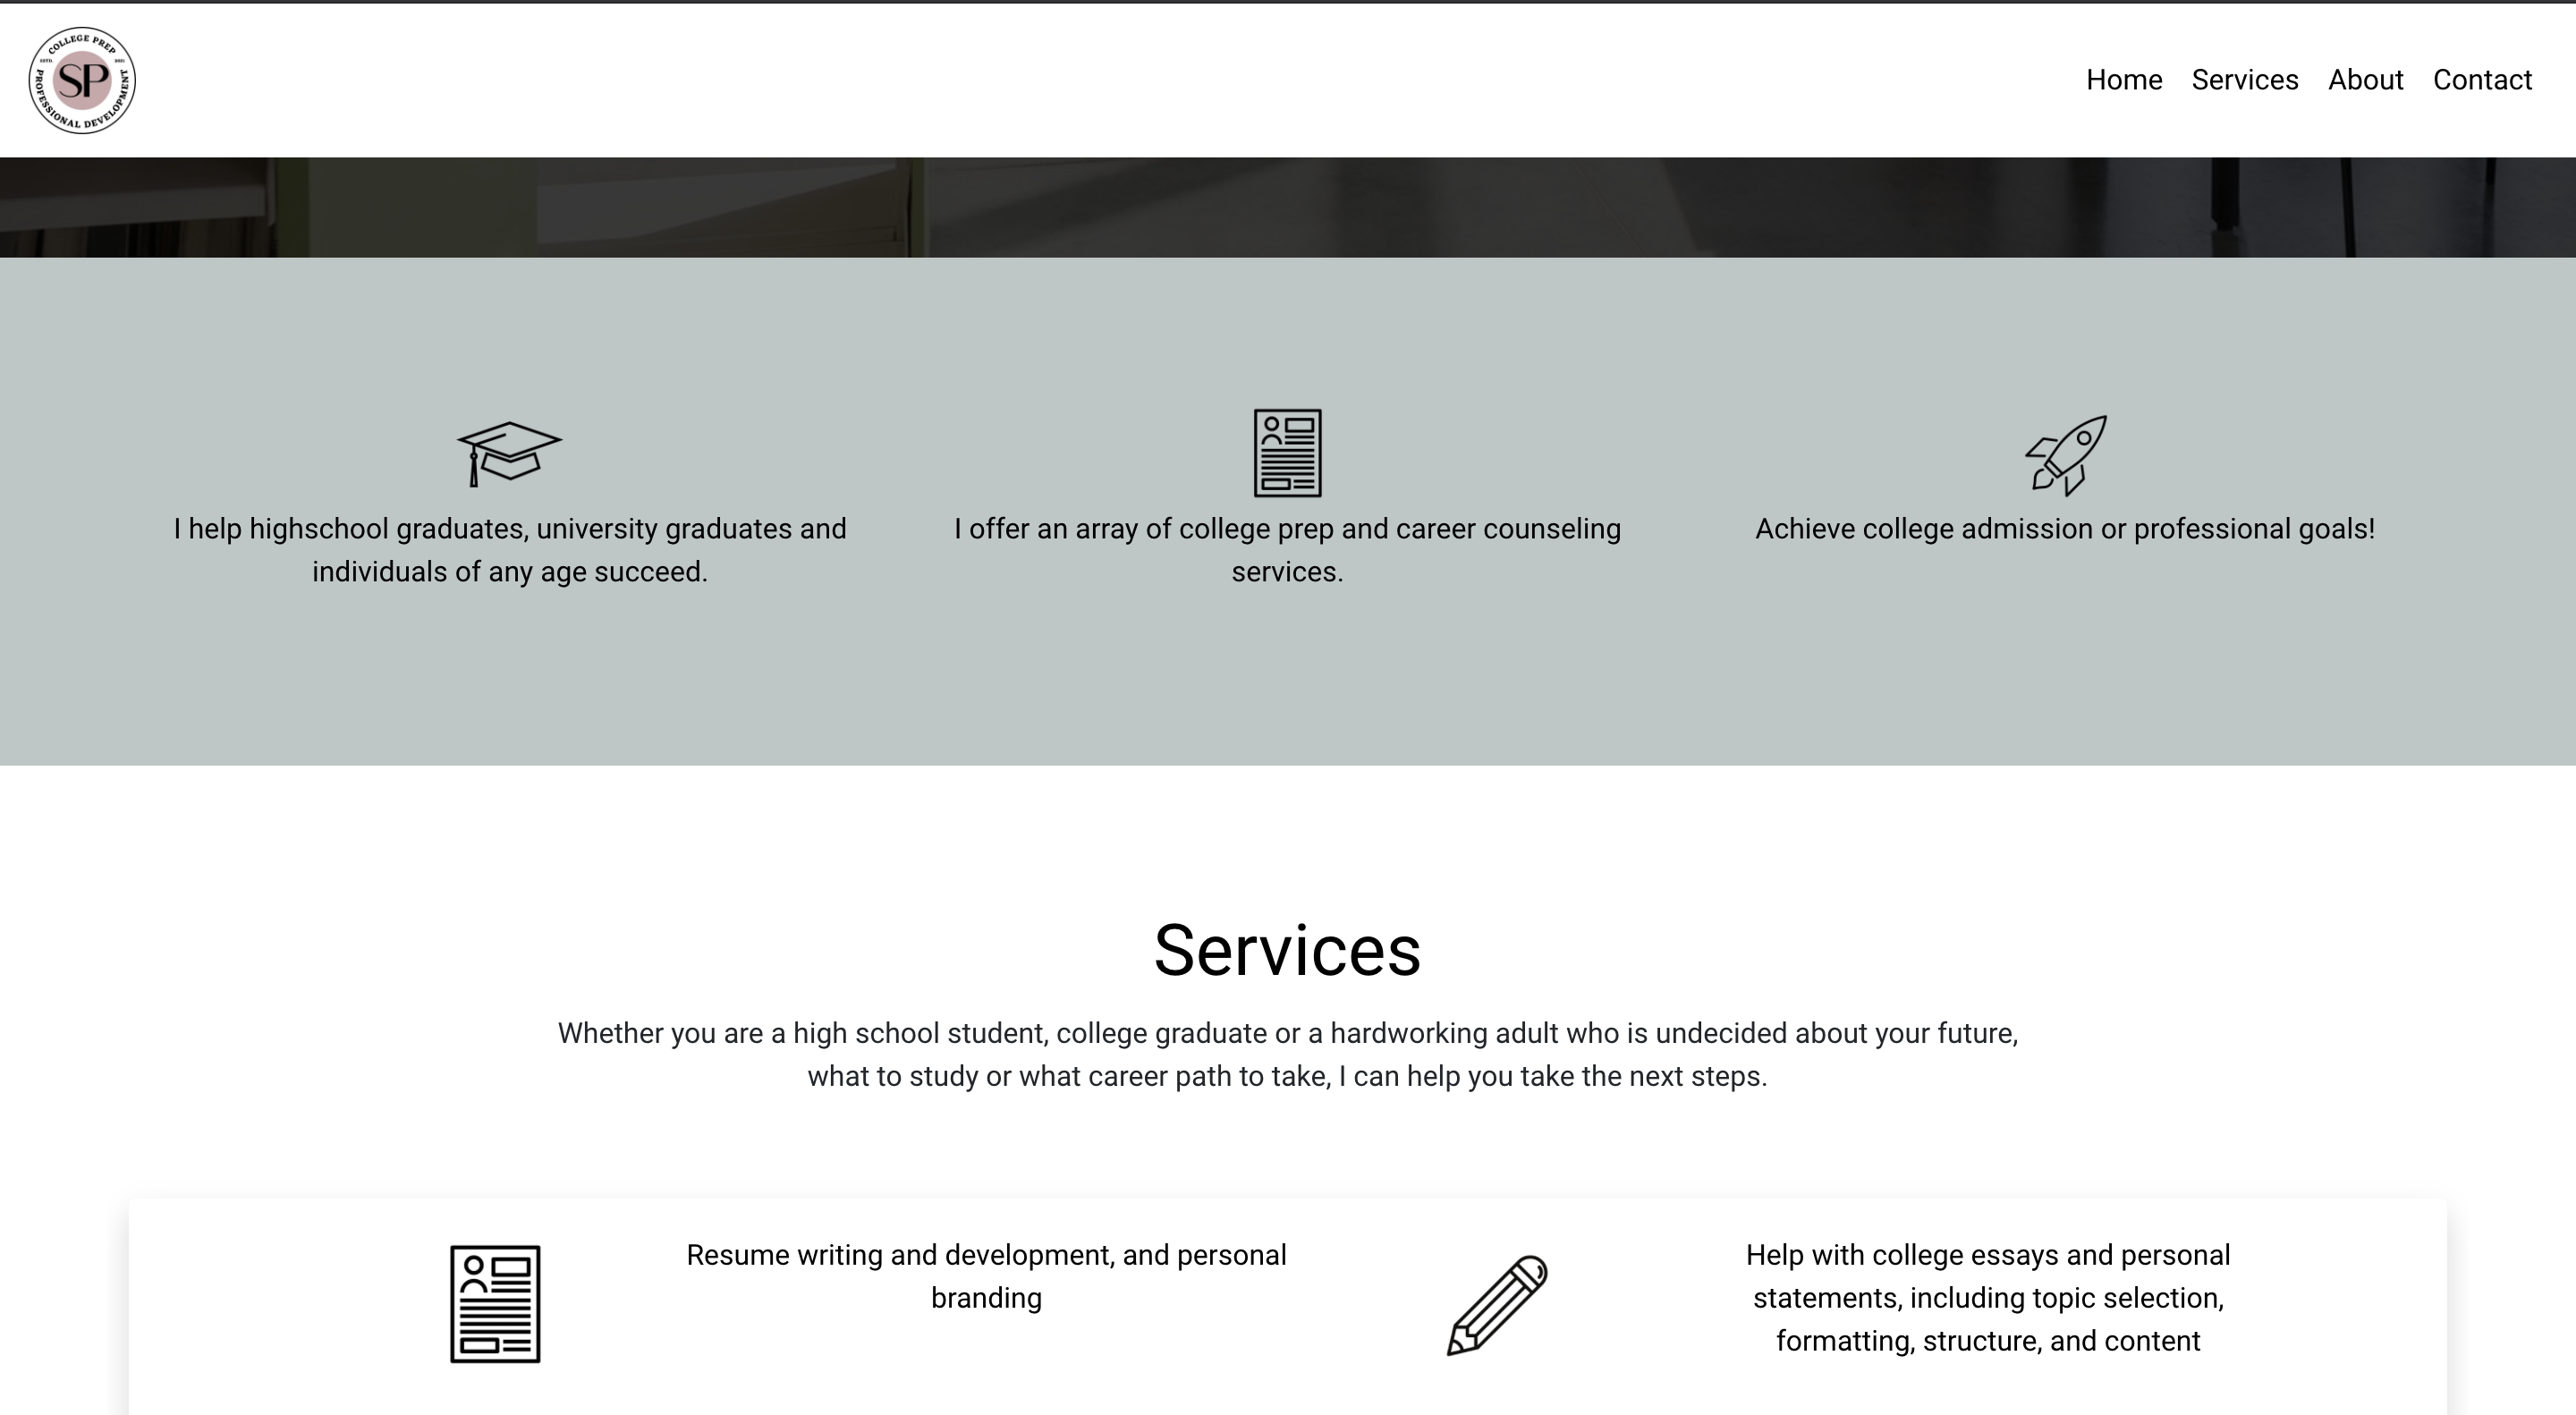 COLLEGE PREP
ESTD. 2021
SP
PROFESSIONAL DEVELOPMENT
Home Services About Contact
I help highschool graduates, university graduates and
individuals of any age succeed.
I offer an array of college prep and career counseling
services.
Achieve college admission or professional goals!
Services
Whether you are a high school student, college graduate or a hardworking adult who is undecided about your future,
what to study or what career path to take, I can help you take the next steps.
Resume writing and development, and personal
branding
Help with college essays and personal
statements, including topic selection,
formatting, structure, and content